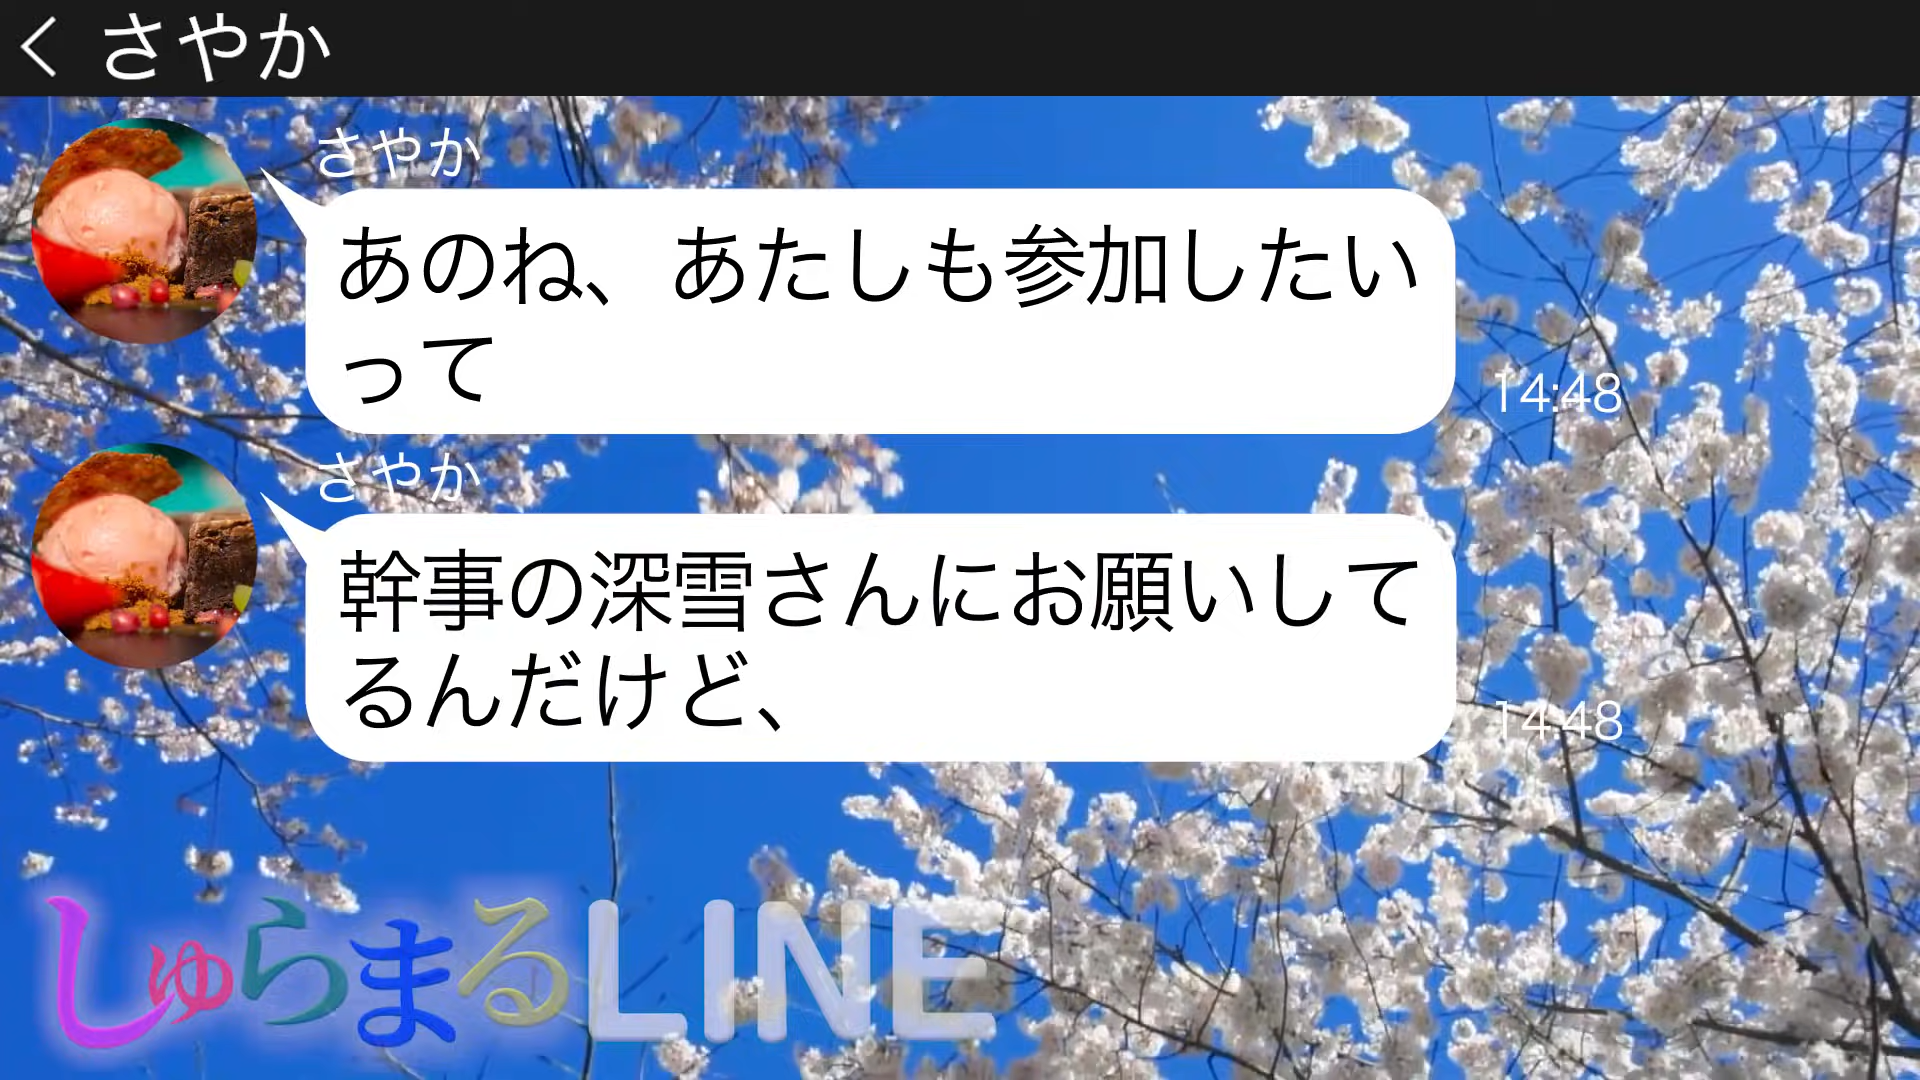 さやか
さやか
あのね、あたしも参加したい
って
14:48
さやか
幹事の深雪さんにお願いして
るんだけど、
14:48
しゅらまるLINE